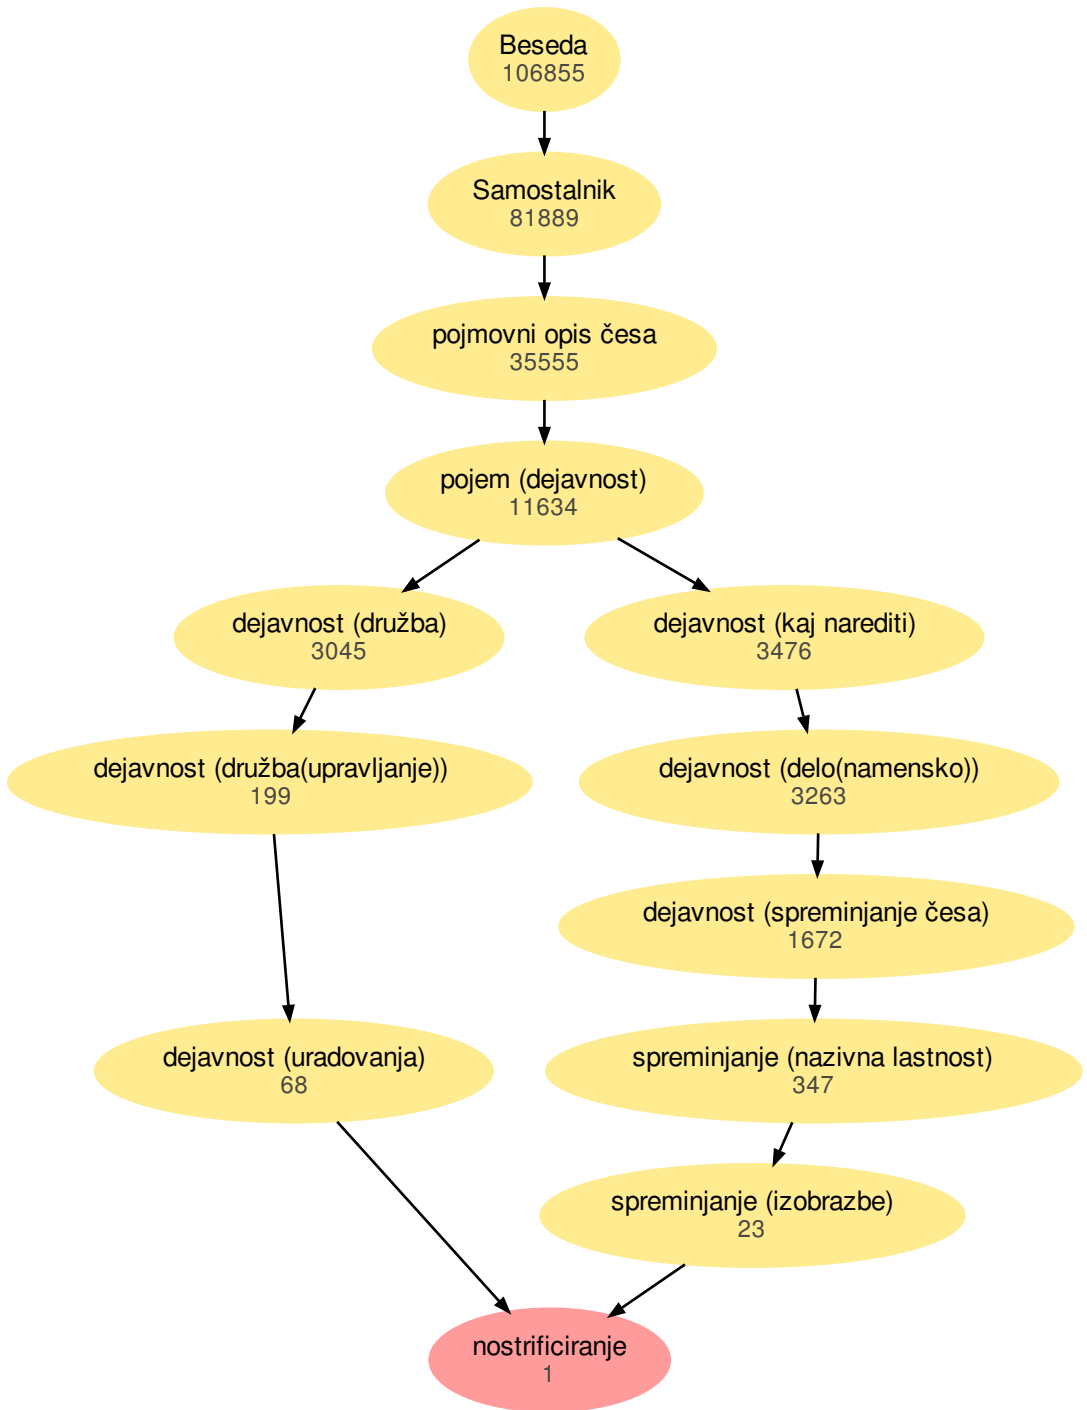 Beseda
106855
Samostalnik
81889
pojmovni opis česa
35555
pojem (dejavnost)
11634
dejavnost (družba)
3045
dejavnost (kaj narediti)
3476
dejavnost (družba(upravljanje))
199
dejavnost (delo(namensko))
3263
dejavnost (spreminjanje česa)
1672
dejavnost (uradovanja)
68
spreminjanje (nazivna lastnost)
347
spreminjanje (izobrazbe)
23
nostrificiranje
1